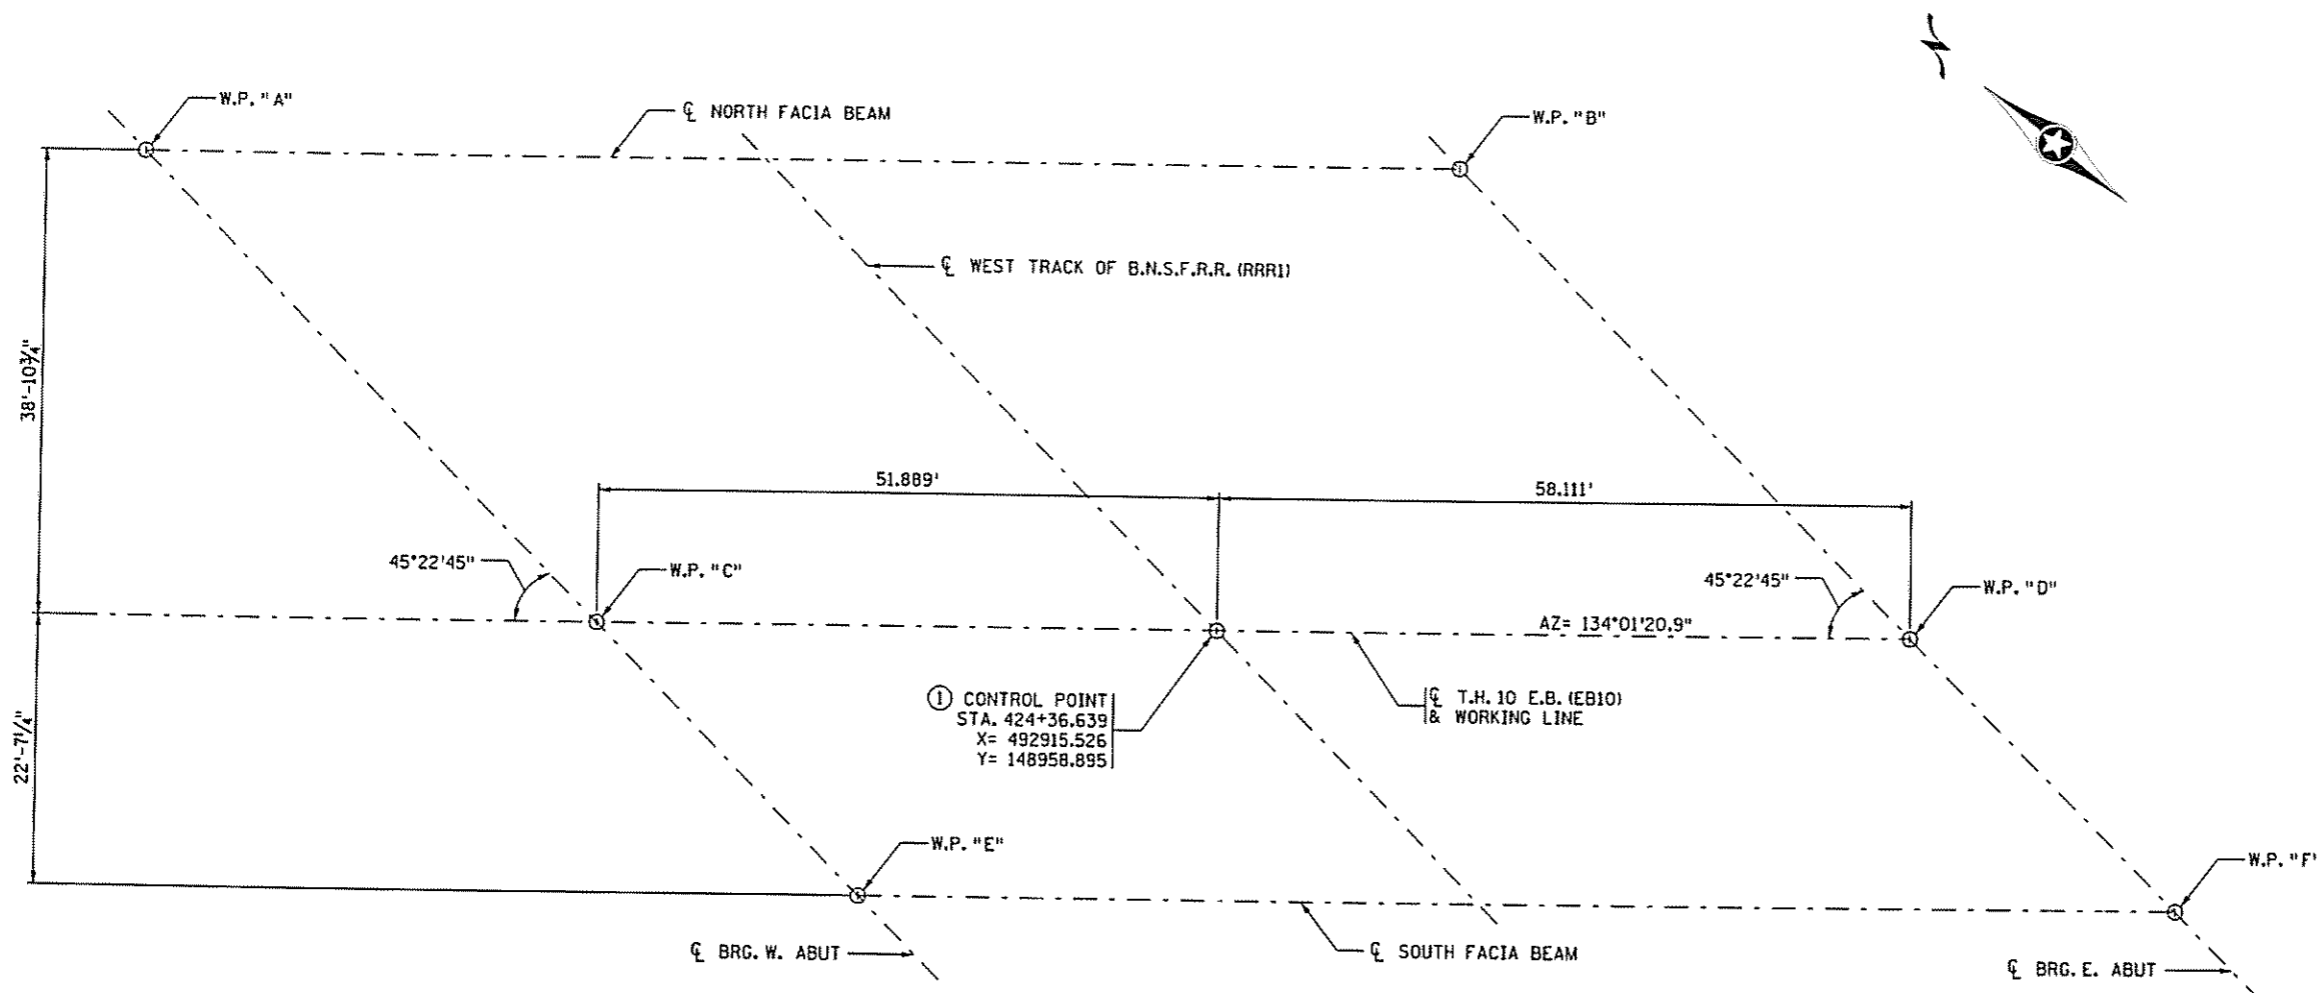 W.P. "A"
℄ NORTH FACIA BEAM
W.P. "B"
℄ WEST TRACK OF B.N.S.F.R.R. (RRR1)
38'-10¾"
51.889'
58.111'
45°22'45"
W.P. "C"
45°22'45"
W.P. "D"
AZ= 134°01'20.9"
① CONTROL POINT
STA. 424+36.639
X= 492915.526
Y= 148958.895
℄ T.H. 10 E.B. (EB10)
& WORKING LINE
22'-7¼"
W.P. "E"
W.P. "F'
℄ BRG. W. ABUT
℄ SOUTH FACIA BEAM
℄ BRG. E. ABUT